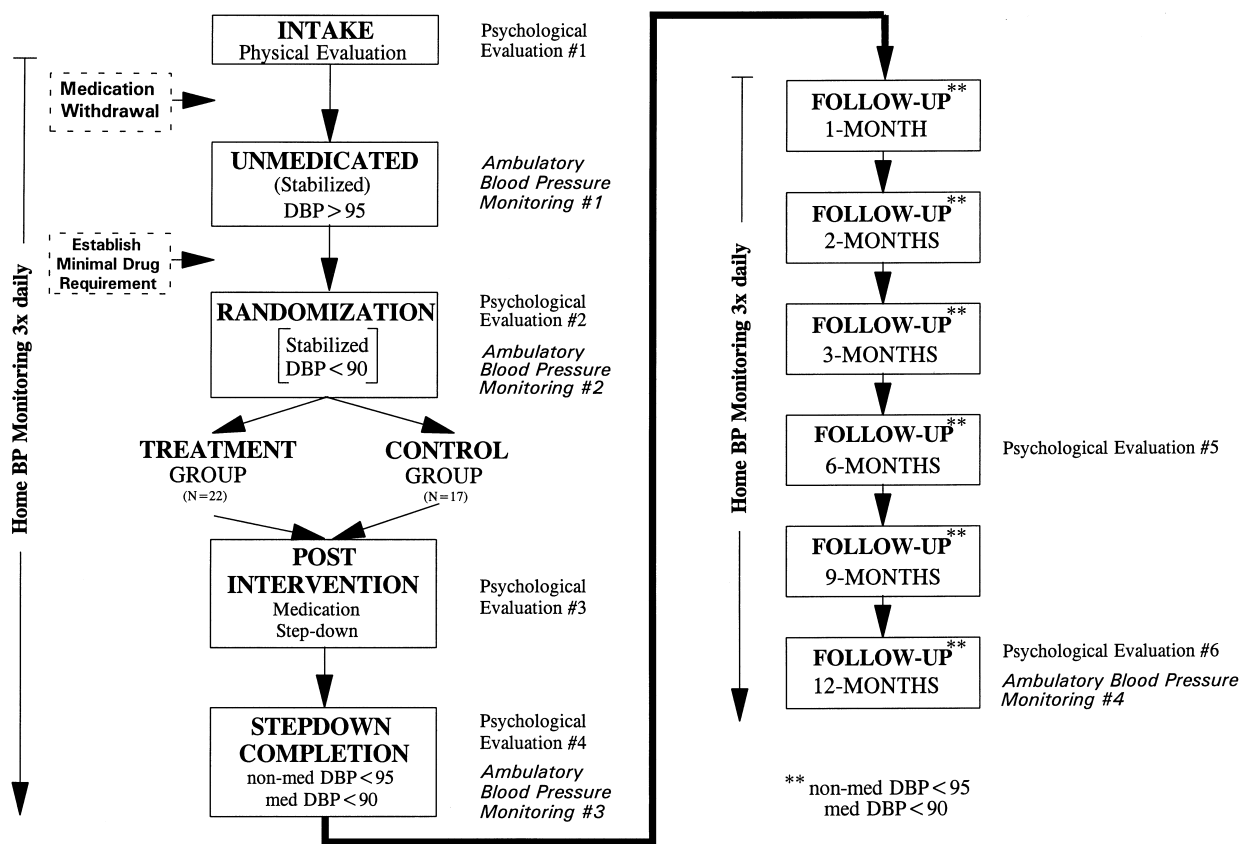 INTAKE
Physical Evaluation
Psychological
Evaluation #1
Medication
Withdrawal
UNMEDICATED
(Stabilized)
DBP > 95
Ambulatory
Blood Pressure
Monitoring #1
Establish
Minimal Drug
Requirement
RANDOMIZATION
Stabilized
DBP < 90
Psychological
Evaluation #2
Ambulatory
Blood Pressure
Monitoring #2
TREATMENT
GROUP
(N=22)
CONTROL
GROUP
(N=17)
POST
INTERVENTION
Medication
Step-down
Psychological
Evaluation #3
STEPDOWN
COMPLETION
non-med DBP < 95
med DBP < 90
Psychological
Evaluation #4
Ambulatory
Blood Pressure
Monitoring #3
Home BP Monitoring 3x daily
FOLLOW-UP**
1-MONTH
FOLLOW-UP**
2-MONTHS
FOLLOW-UP**
3-MONTHS
FOLLOW-UP**
6-MONTHS
Psychological Evaluation #5
FOLLOW-UP**
9-MONTHS
FOLLOW-UP**
12-MONTHS
Psychological Evaluation #6
Ambulatory Blood Pressure
Monitoring #4
Home BP Monitoring 3x daily
** non-med DBP < 95
med DBP < 90